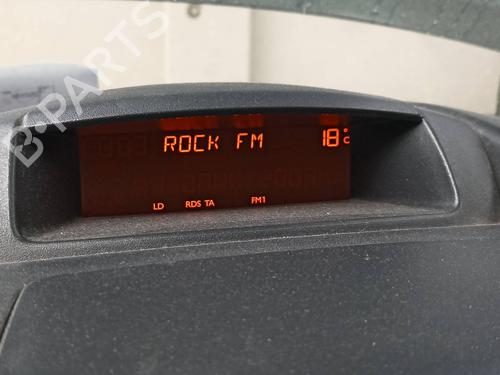 B-PARTS
ROCK FM 18°C
LD RDS TA FM1